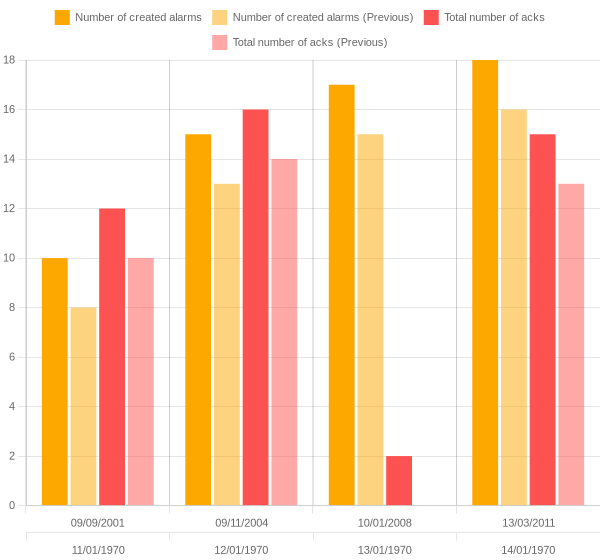 Number of created alarms Number of created alarms (Previous) Total number of acks
Total number of acks (Previous)
18
16
14
12
10
8
6
4
2
0
09/09/2001 09/11/2004 10/01/2008 13/03/2011
11/01/1970 12/01/1970 13/01/1970 14/01/1970